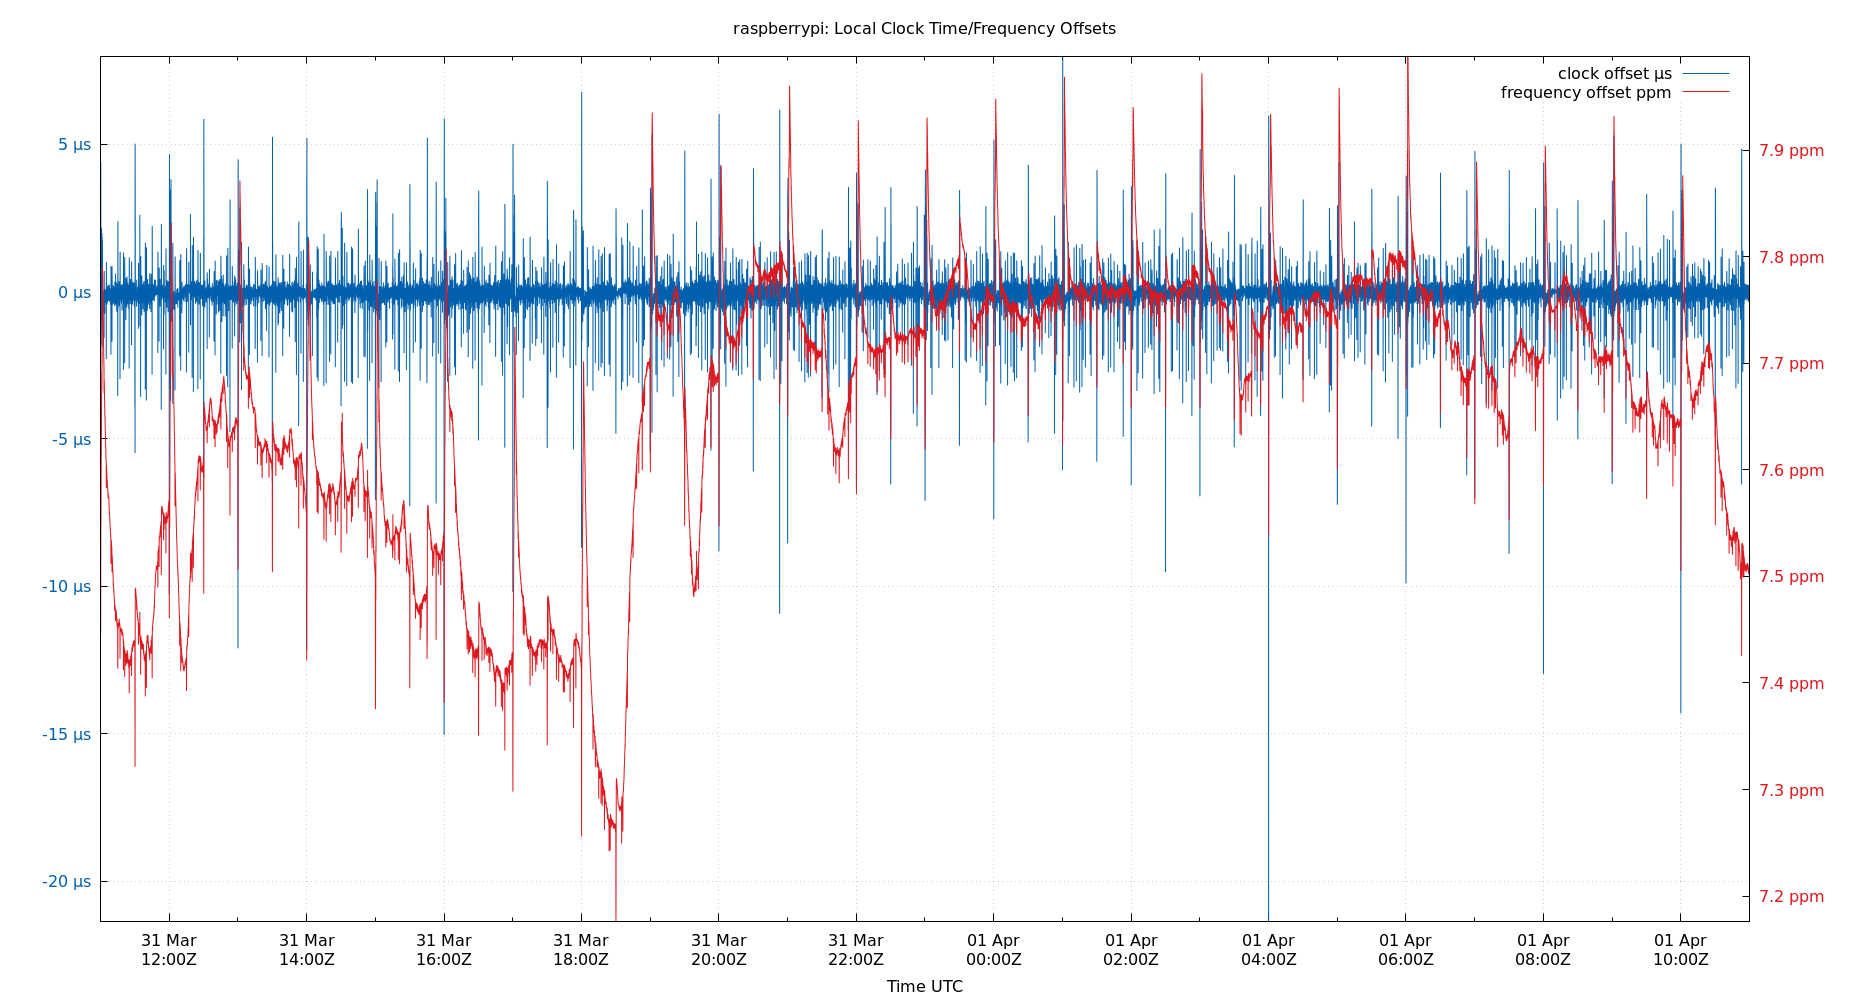 raspberrypi: Local Clock Time/Frequency Offsets
clock offset µs
frequency offset ppm
5 µs
0 µs
-5 µs
-10 µs
-15 µs
-20 µs
7.9 ppm
7.8 ppm
7.7 ppm
7.6 ppm
7.5 ppm
7.4 ppm
7.3 ppm
7.2 ppm
31 Mar 31 Mar 31 Mar 31 Mar 31 Mar 31 Mar 01 Apr 01 Apr 01 Apr 01 Apr 01 Apr 01 Apr
12:00Z 14:00Z 16:00Z 18:00Z 20:00Z 22:00Z 00:00Z 02:00Z 04:00Z 06:00Z 08:00Z 10:00Z
Time UTC